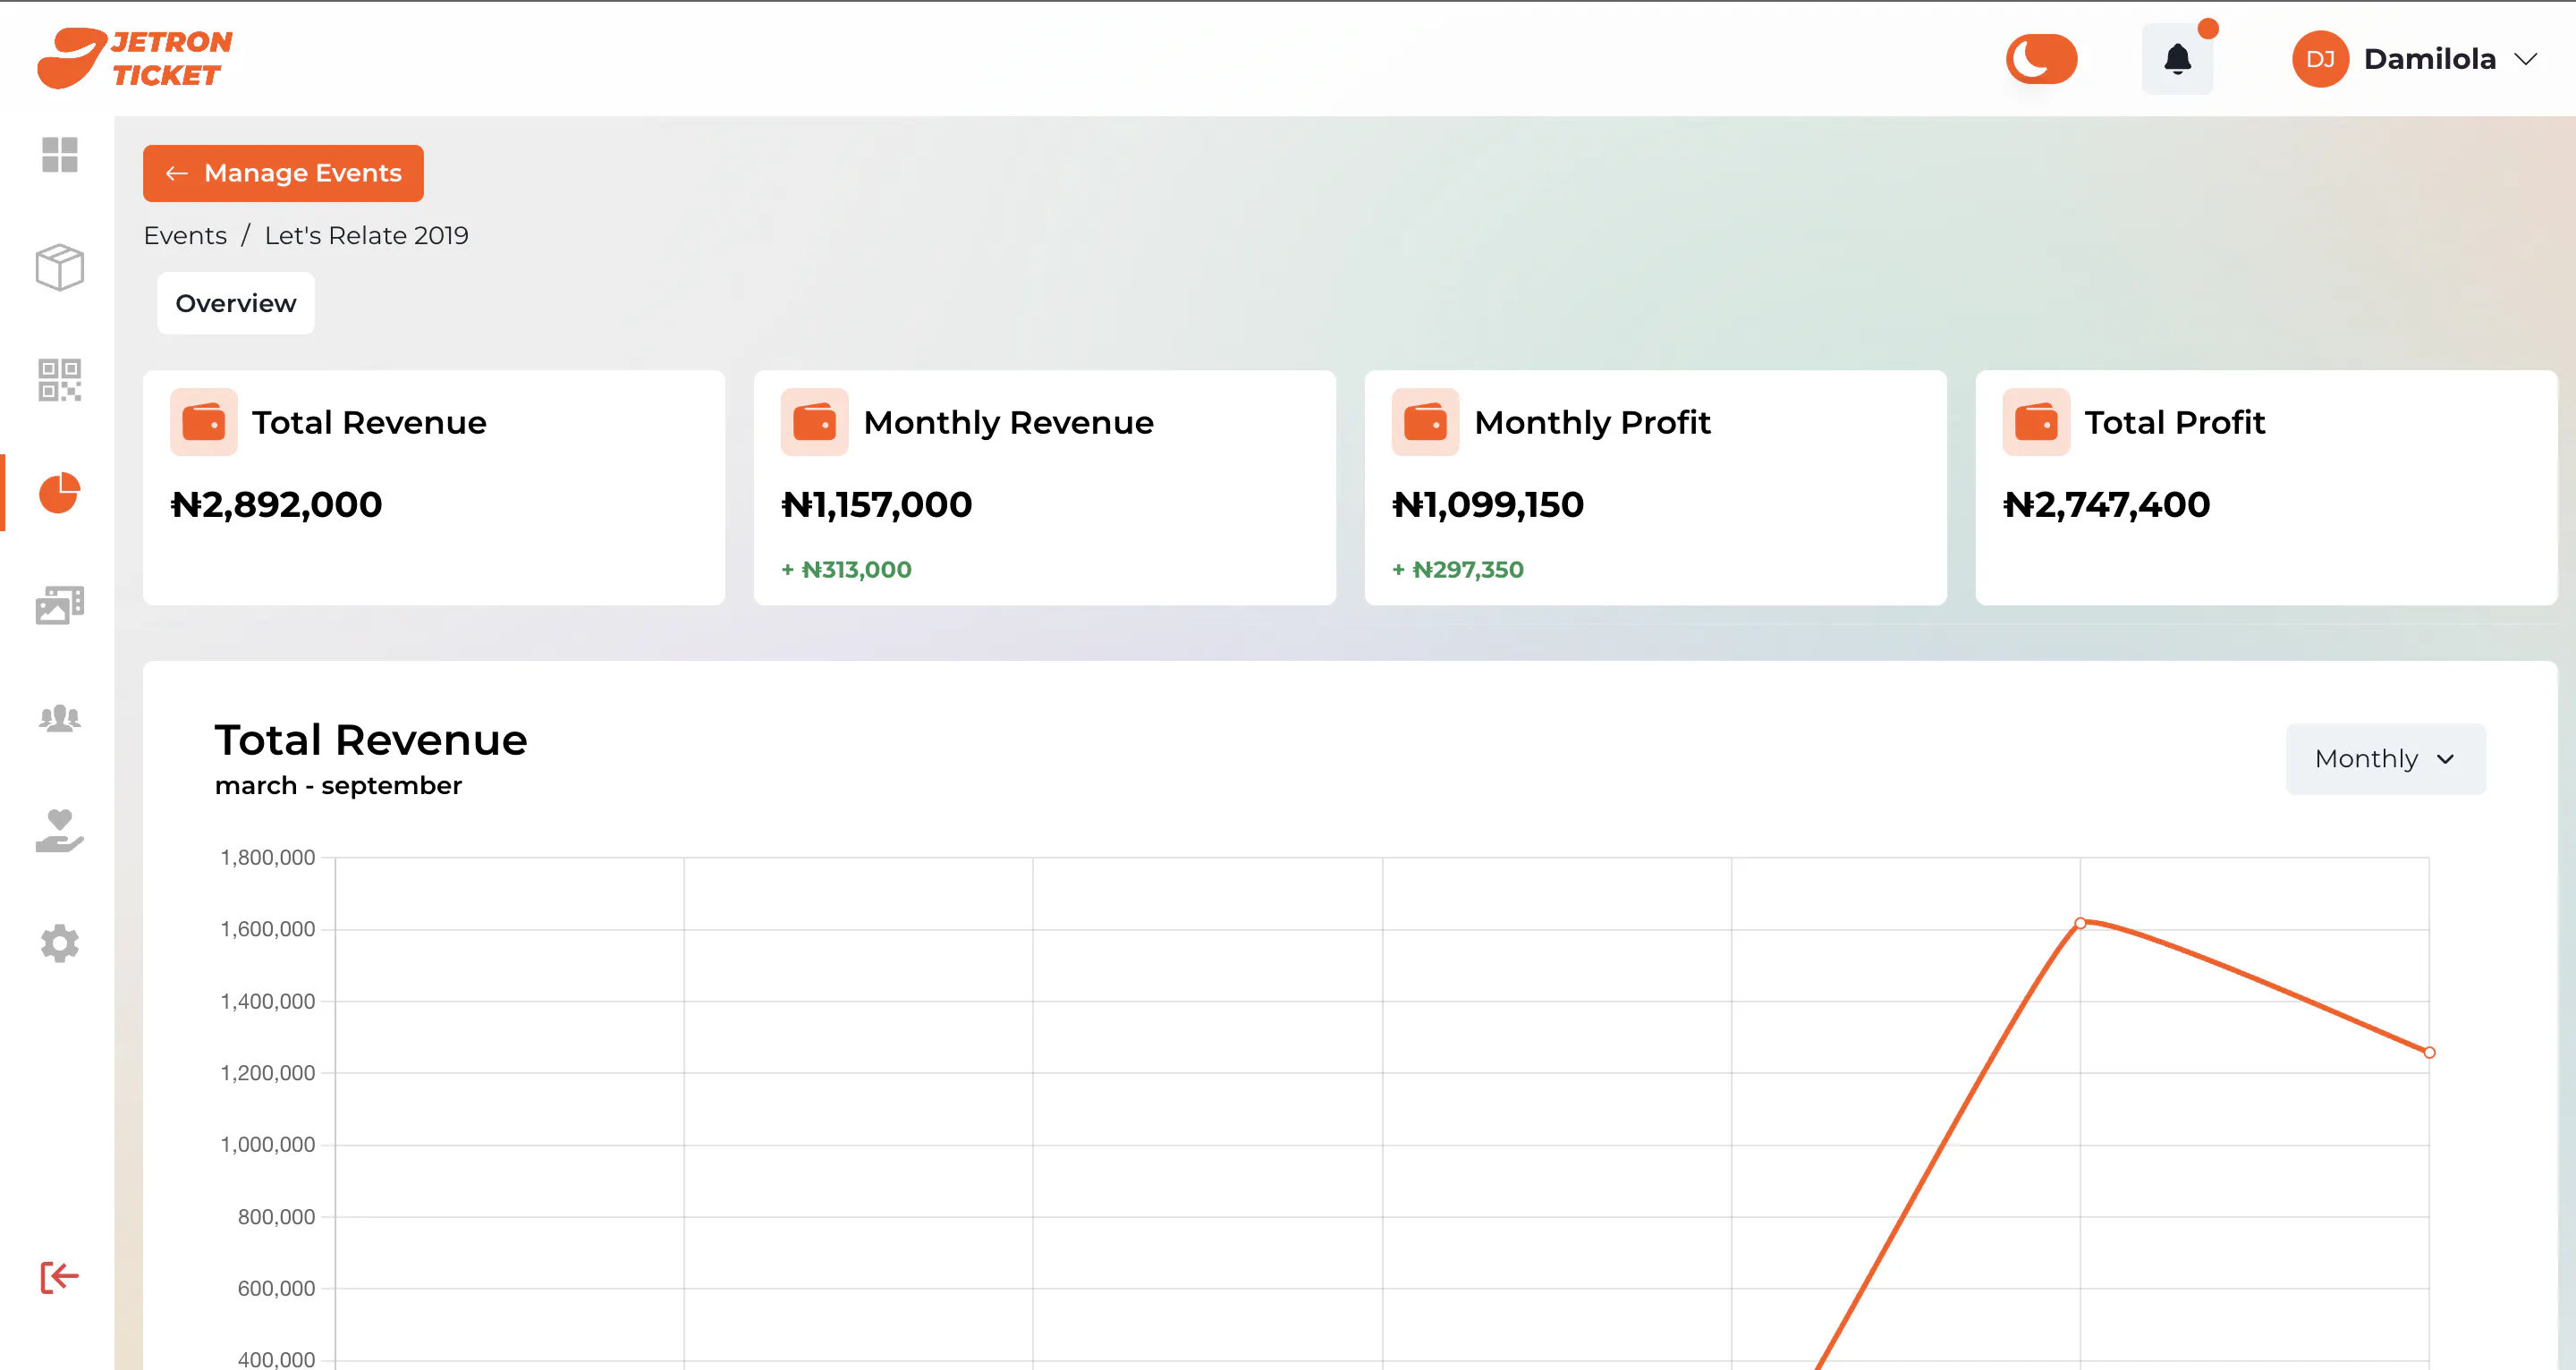 JETRON
TICKET
DJ Damilola
← Manage Events
Events / Let's Relate 2019
Overview
Total Revenue
₦2,892,000
Monthly Revenue
₦1,157,000
+ ₦313,000
Monthly Profit
₦1,099,150
+ ₦297,350
Total Profit
₦2,747,400
Total Revenue
march - september
Monthly
1,800,000
1,600,000
1,400,000
1,200,000
1,000,000
800,000
600,000
400,000